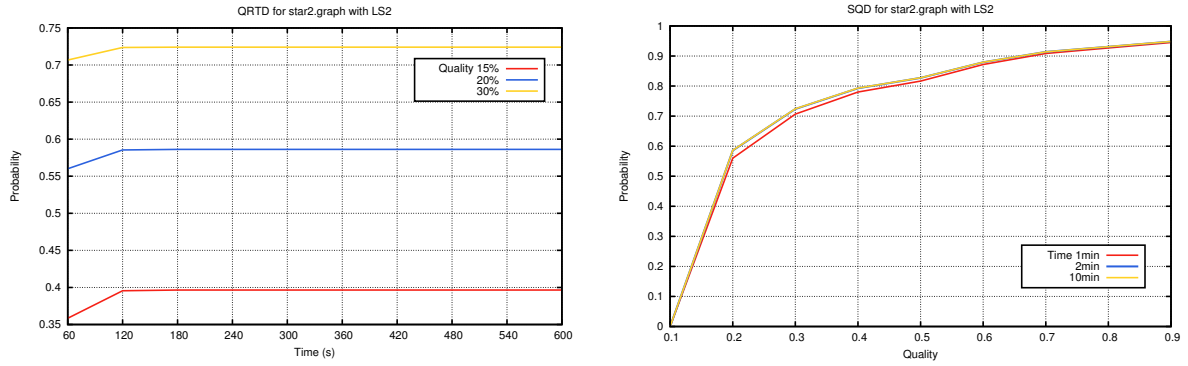 QRTD for star2.graph with LS2
0.75
0.7
0.65
0.6
0.55
0.5
0.45
0.4
0.35
Probability
Quality 15%
20%
30%
60 120 180 240 300 360 420 480 540 600
Time (s)
SQD for star2.graph with LS2
1
0.9
0.8
0.7
0.6
0.5
0.4
0.3
0.2
0.1
0
Probability
Time 1min
2min
10min
0.1 0.2 0.3 0.4 0.5 0.6 0.7 0.8 0.9
Quality